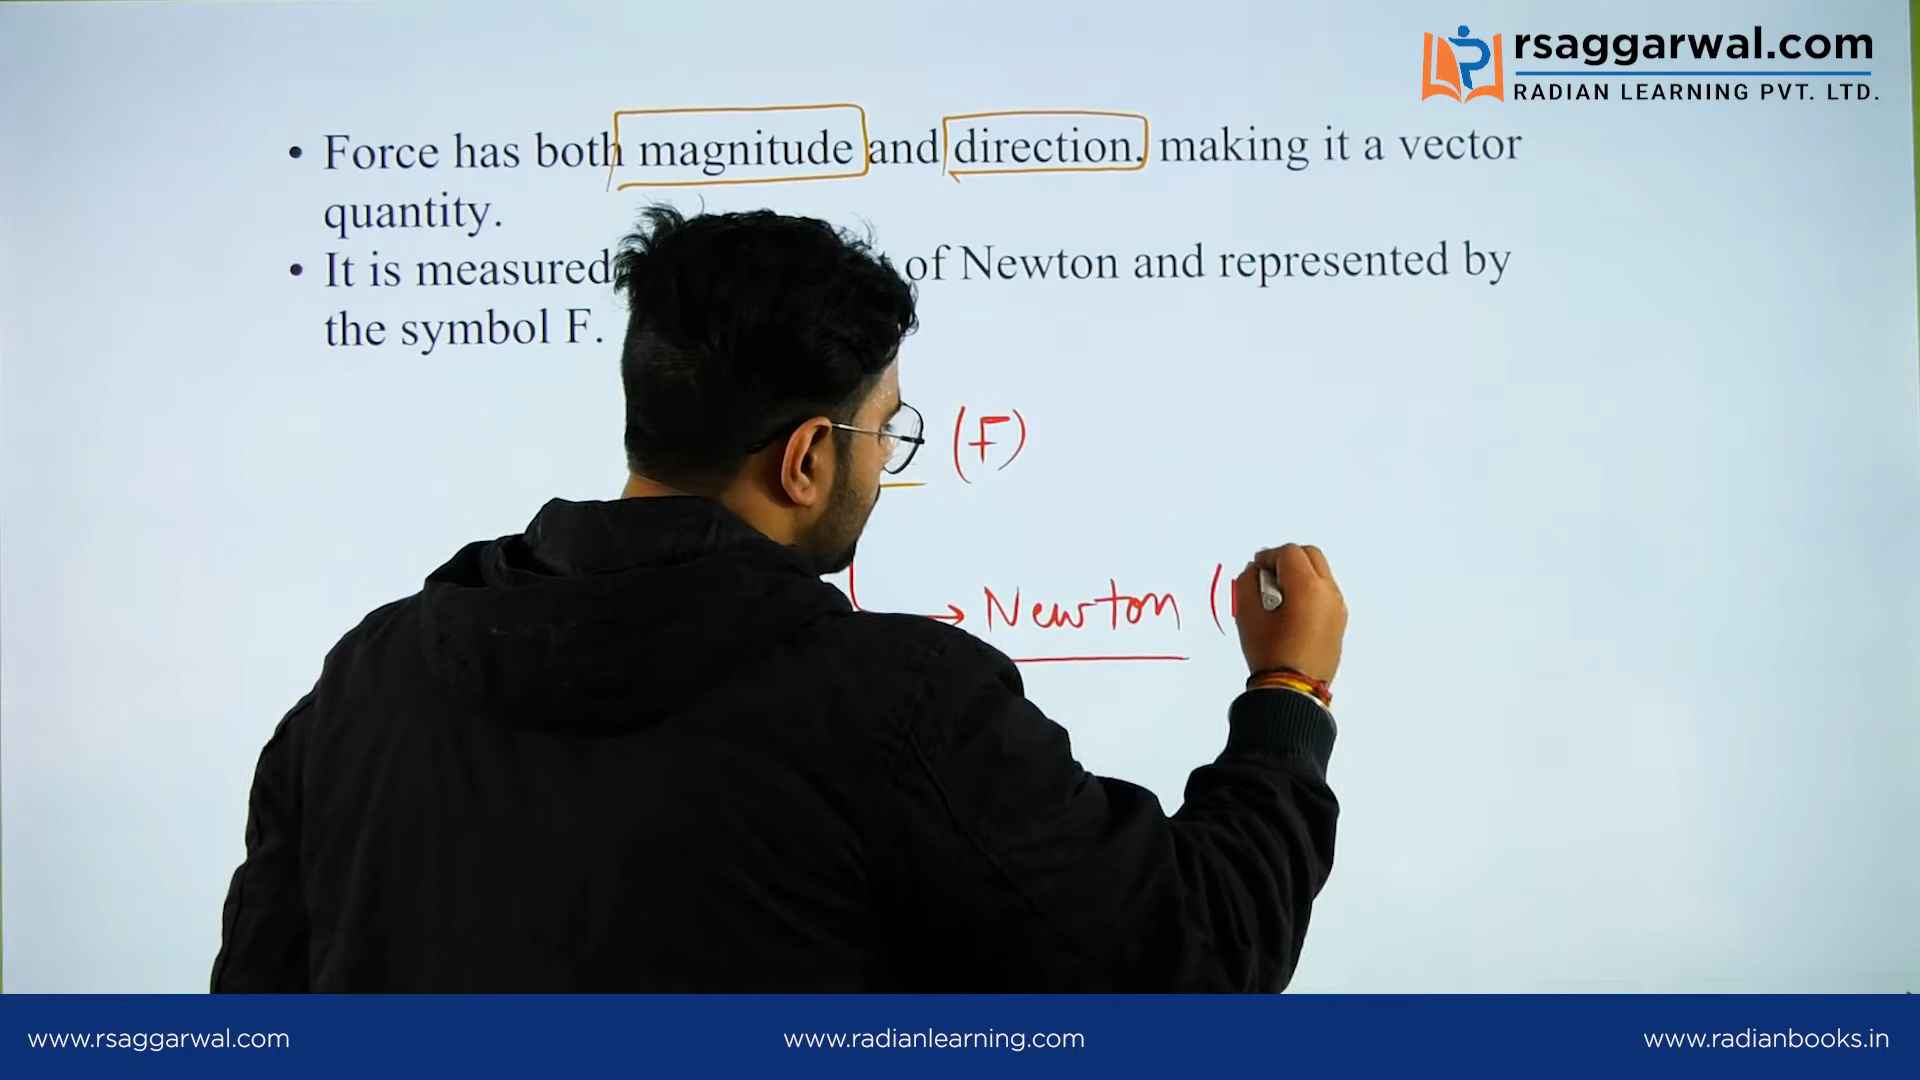 rsaggarwal.com
RADIAN LEARNING PVT. LTD.
• Force has both magnitude and direction, making it a vector
quantity.
• It is measured of Newton and represented by
the symbol F.
(F)
→ Newton (
www.rsaggarwal.com
www.radianlearning.com
www.radianbooks.in